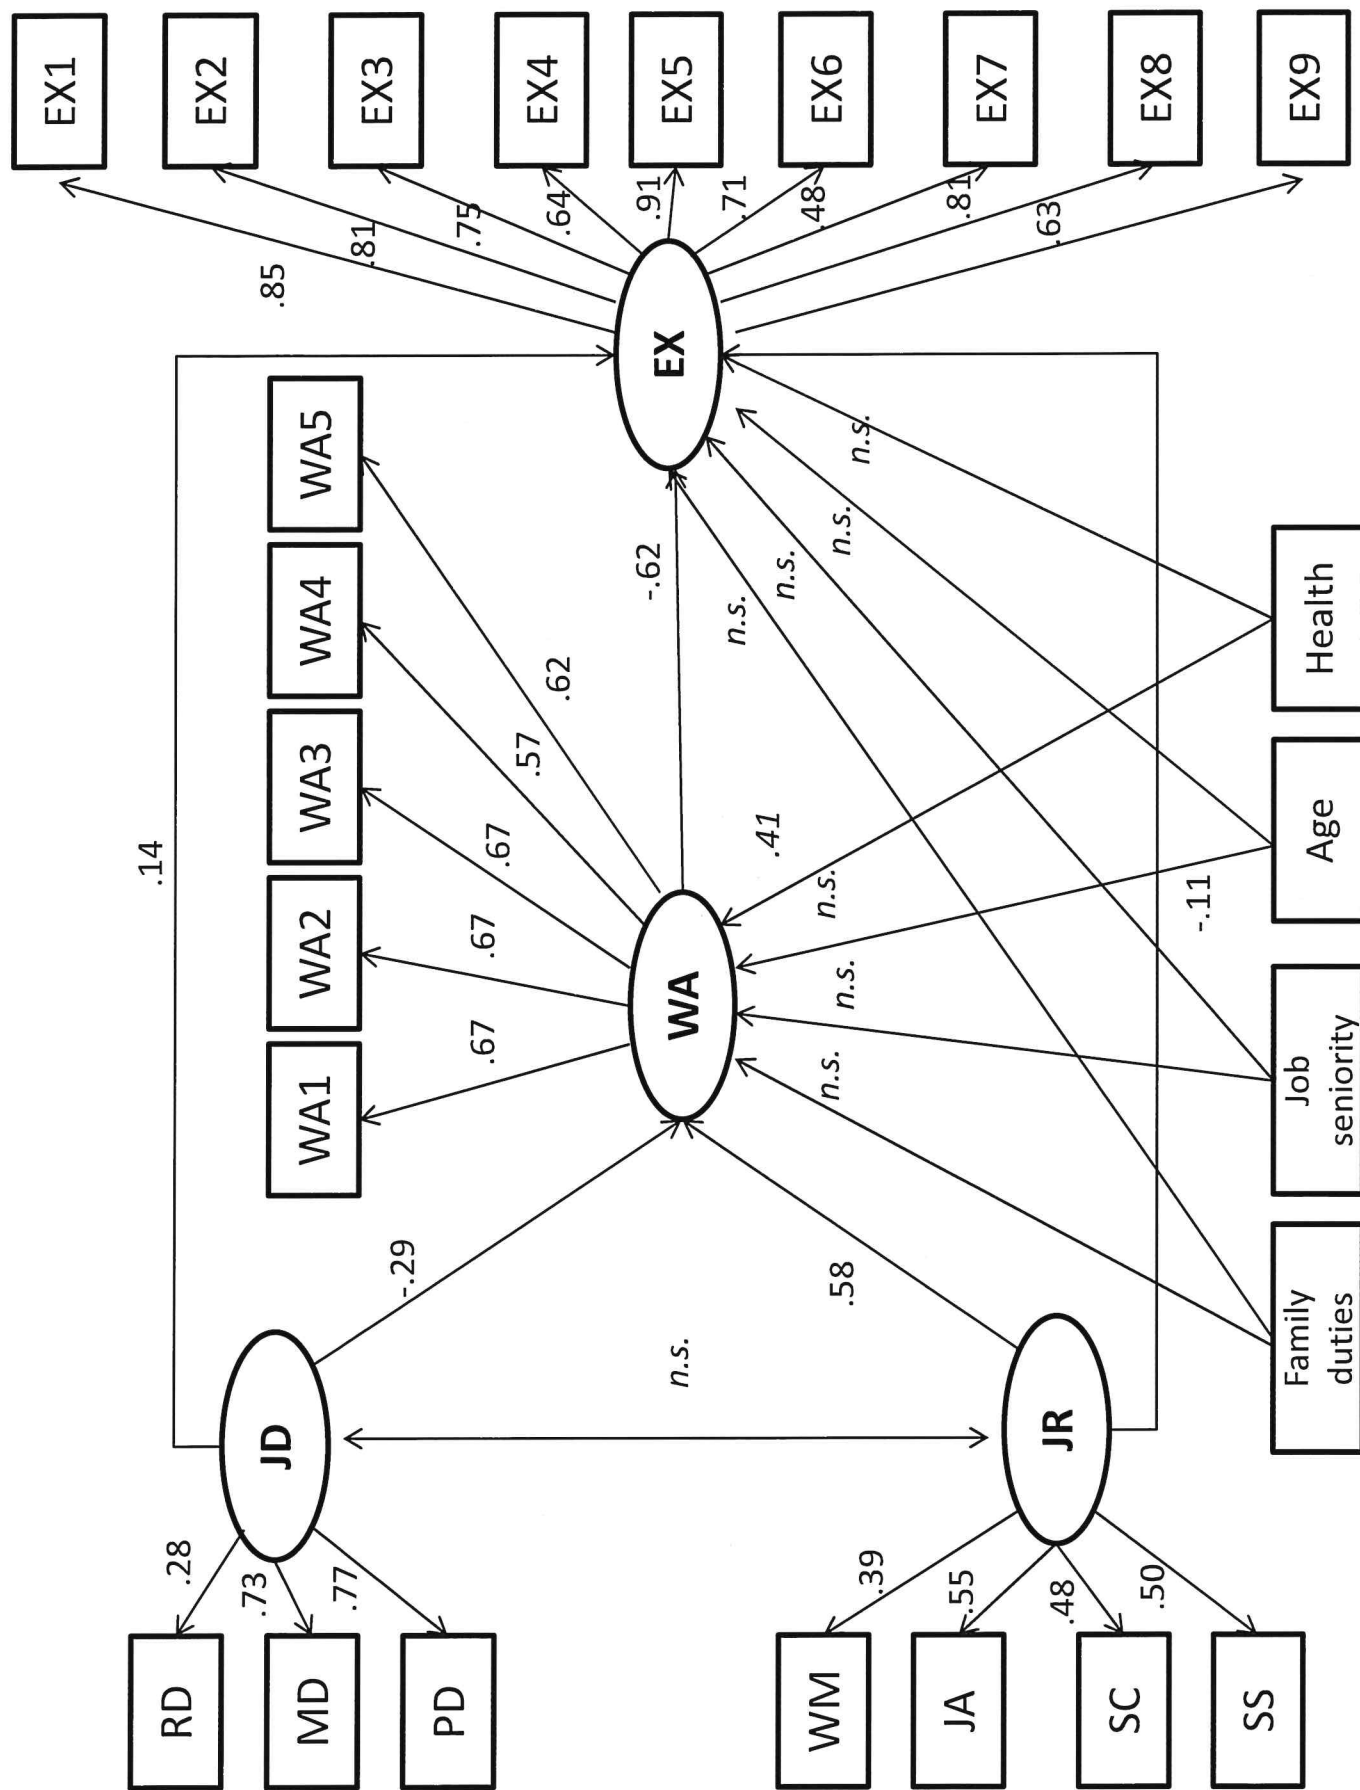 EX1
EX2
EX3
EX4
EX5
EX6
EX7
EX8
EX9
.85
.81
.75
.64
.91
.71
.48
.81
.63
EX
WA1
WA2
WA3
WA4
WA5
.67
.67
.67
.57
.62
.14
-.62
WA
-.29
.58
n.s.
JD
JR
-.11
.28
.73
.77
RD
MD
PD
.39
.55
.48
.50
WM
JA
SC
SS
n.s.
n.s.
n.s.
.41
n.s.
n.s.
n.s.
n.s.
Family
duties
Job
seniority
Age
Health